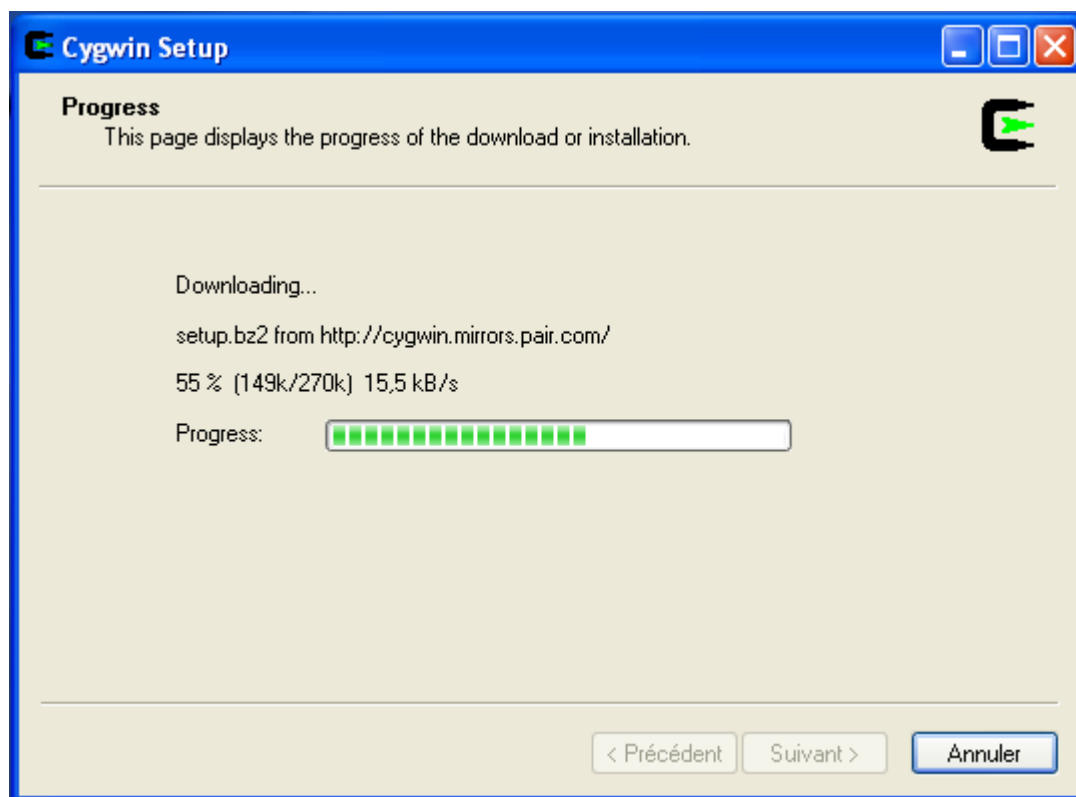 Cygwin Setup
Progress
This page displays the progress of the download or installation.
Downloading...
setup.bz2 from http://cygwin.mirrors.pair.com/
55 % (149k/270k) 15,5 kB/s
Progress:
< Précédent Suivant > Annuler